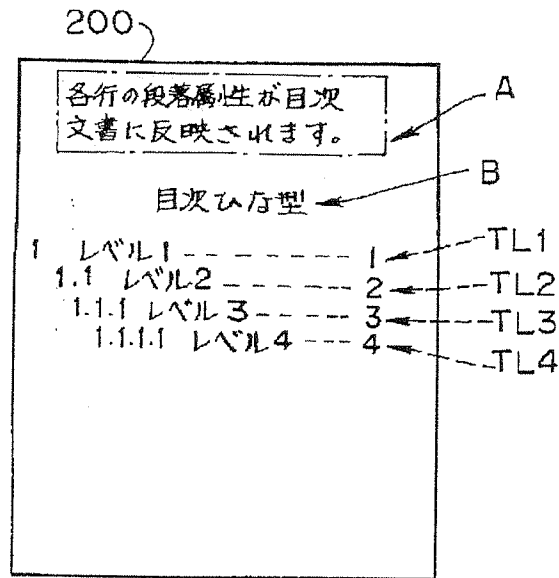 200
各行の段落属性が目次
文書に反映されます。
A
目次ひな型
B
1 レベル1 ------------ 1
TL1
1.1 レベル2 --------- 2
TL2
1.1.1 レベル3 ------ 3
TL3
1.1.1.1 レベル4 --- 4
TL4